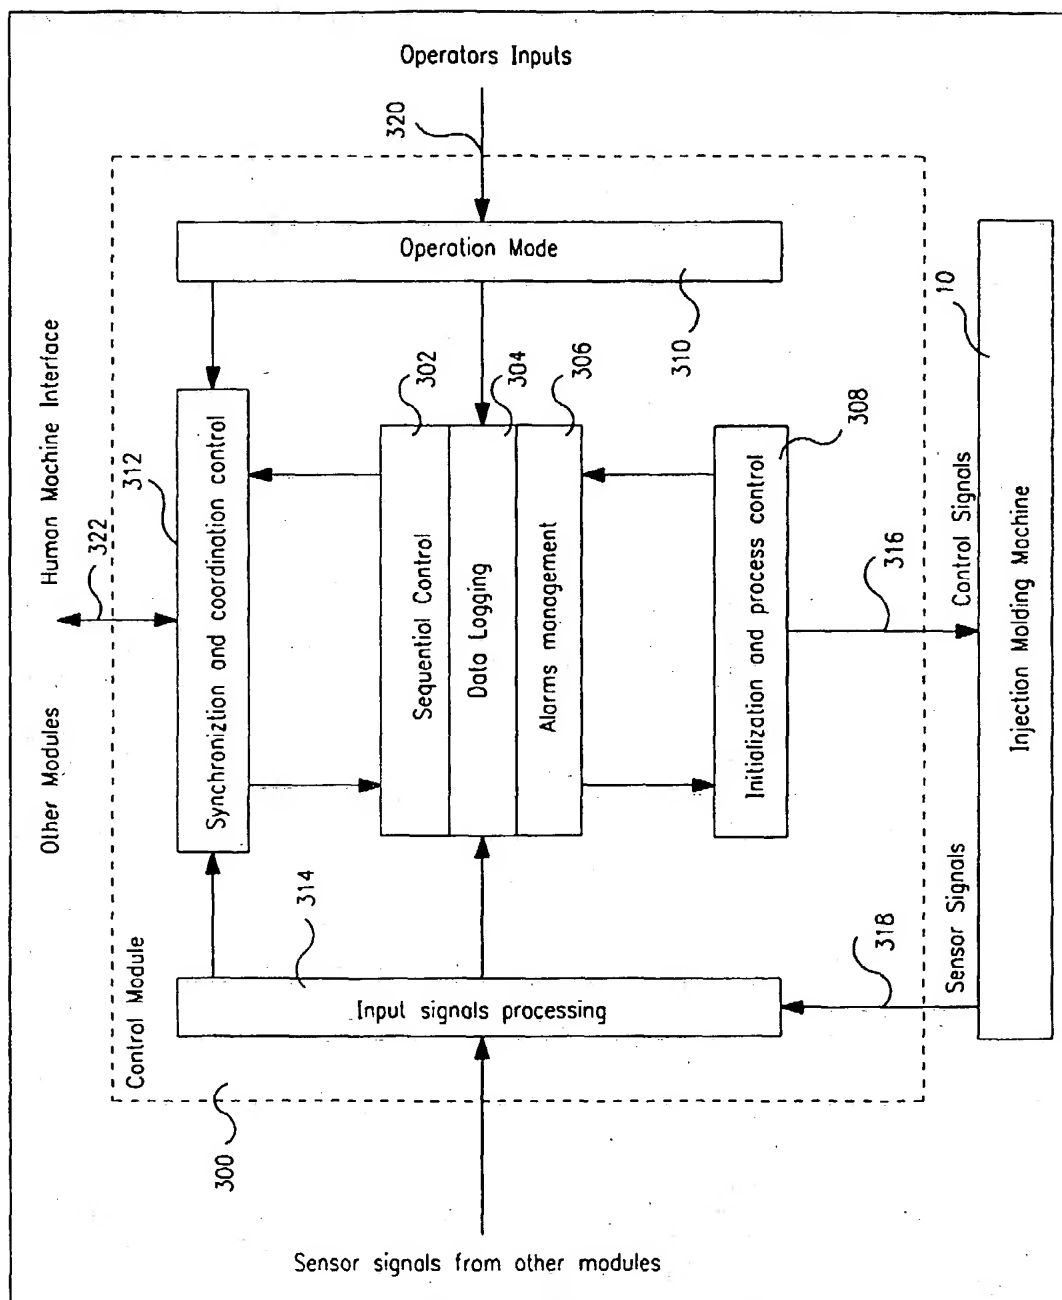 Operators Inputs
320
Operation Mode
310
Human Machine Interface
322
Other Modules
312
Synchroniztion and coordination control
302
Sequential Control
304
Data Logging
306
Alarms management
308
Initialization and process control
316
Control Signals
10
Injection Molding Machine
Sensor Signals
318
314
Input signals processing
Control Module
300
Sensor signals from other modules